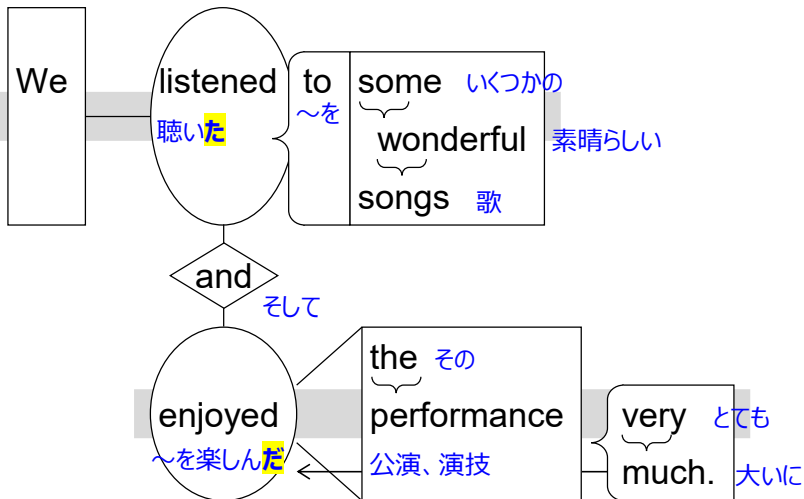 We listened to some いくつかの
聴いた ～を
wonderful 素晴らしい
songs 歌
and
そして
the その
enjoyed performance very とても
～を楽しんだ 公演、演技
much. 大いに